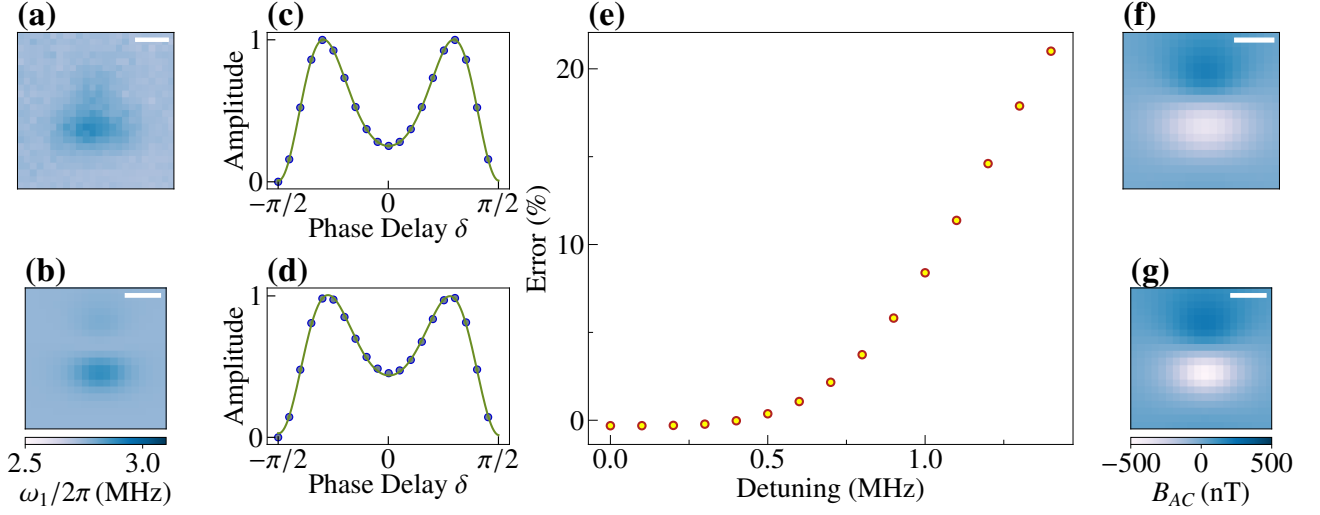 (a)
(b)
2.5 3.0
ω₁/2π (MHz)
(c)
1
0
Amplitude
−π/2 0 π/2
Phase Delay δ
(d)
1
0
Amplitude
−π/2 0 π/2
Phase Delay δ
(e)
20
10
0
Error (%)
0.0 0.5 1.0
Detuning (MHz)
(f)
(g)
−500 0 500
B_AC (nT)